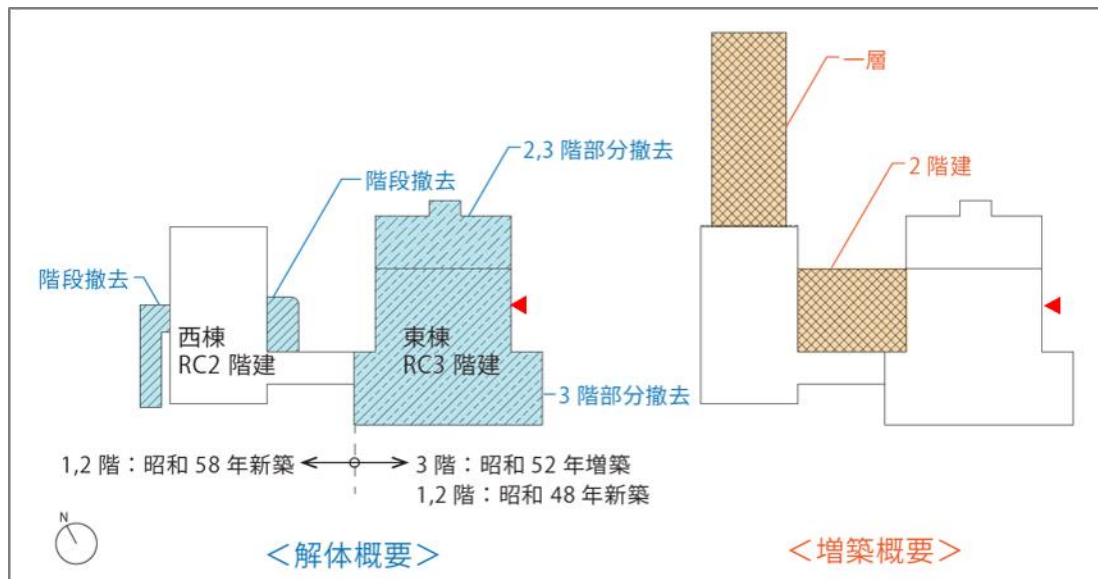 一層
2,3 階部分撤去
2 階建
階段撤去
階段撤去
西棟
RC2 階建
東棟
RC3 階建
3 階部分撤去
1,2 階：昭和 58 年新築
3 階：昭和 52 年増築
1,2 階：昭和 48 年新築
N
＜解体概要＞
＜増築概要＞